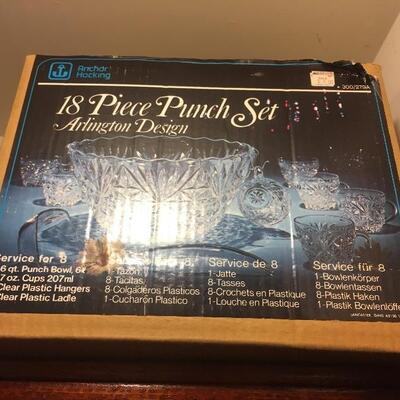 Anchor
Hocking
300/279A
18 Piece Punch Set
Arlington Design
Service for 8
6 qt. Punch Bowl, 6
7 oz. Cups 207ml
Clear Plastic Hangers
Clear Plastic Ladle
8
1-Tazón
8-Tacitas
8-Colgaderos Plasticos
1-Cucharón Plastico
Service de 8
1-Jatte
8-Tasses
8-Crochets en Plastique
1-Louche en Plastique
Service für 8
1-Bowlenkörper
8-Bowlentassen
8-Plastik Haken
1-Plastik Bowlenlöffe
LANCASTER, OHIO